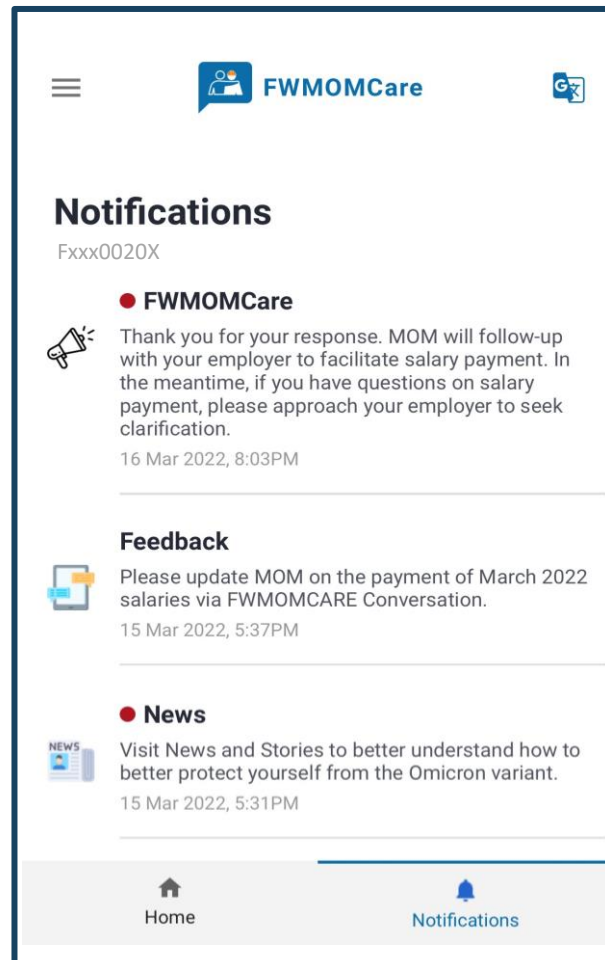 FWMOMCare
G文
Notifications
Fxxx0020X
FWMOMCare
Thank you for your response. MOM will follow-up
with your employer to facilitate salary payment. In
the meantime, if you have questions on salary
payment, please approach your employer to seek
clarification.
16 Mar 2022, 8:03PM
Feedback
Please update MOM on the payment of March 2022
salaries via FWMOMCARE Conversation.
15 Mar 2022, 5:37PM
News
NEWS
Visit News and Stories to better understand how to
better protect yourself from the Omicron variant.
15 Mar 2022, 5:31PM
Home
Notifications